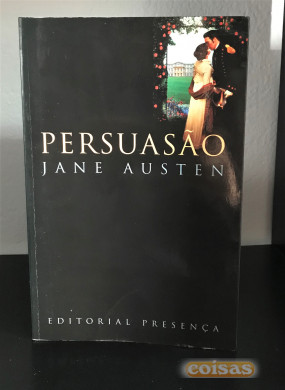 PERSUASÃO
JANE AUSTEN
EDITORIAL PRESENÇA
coisas